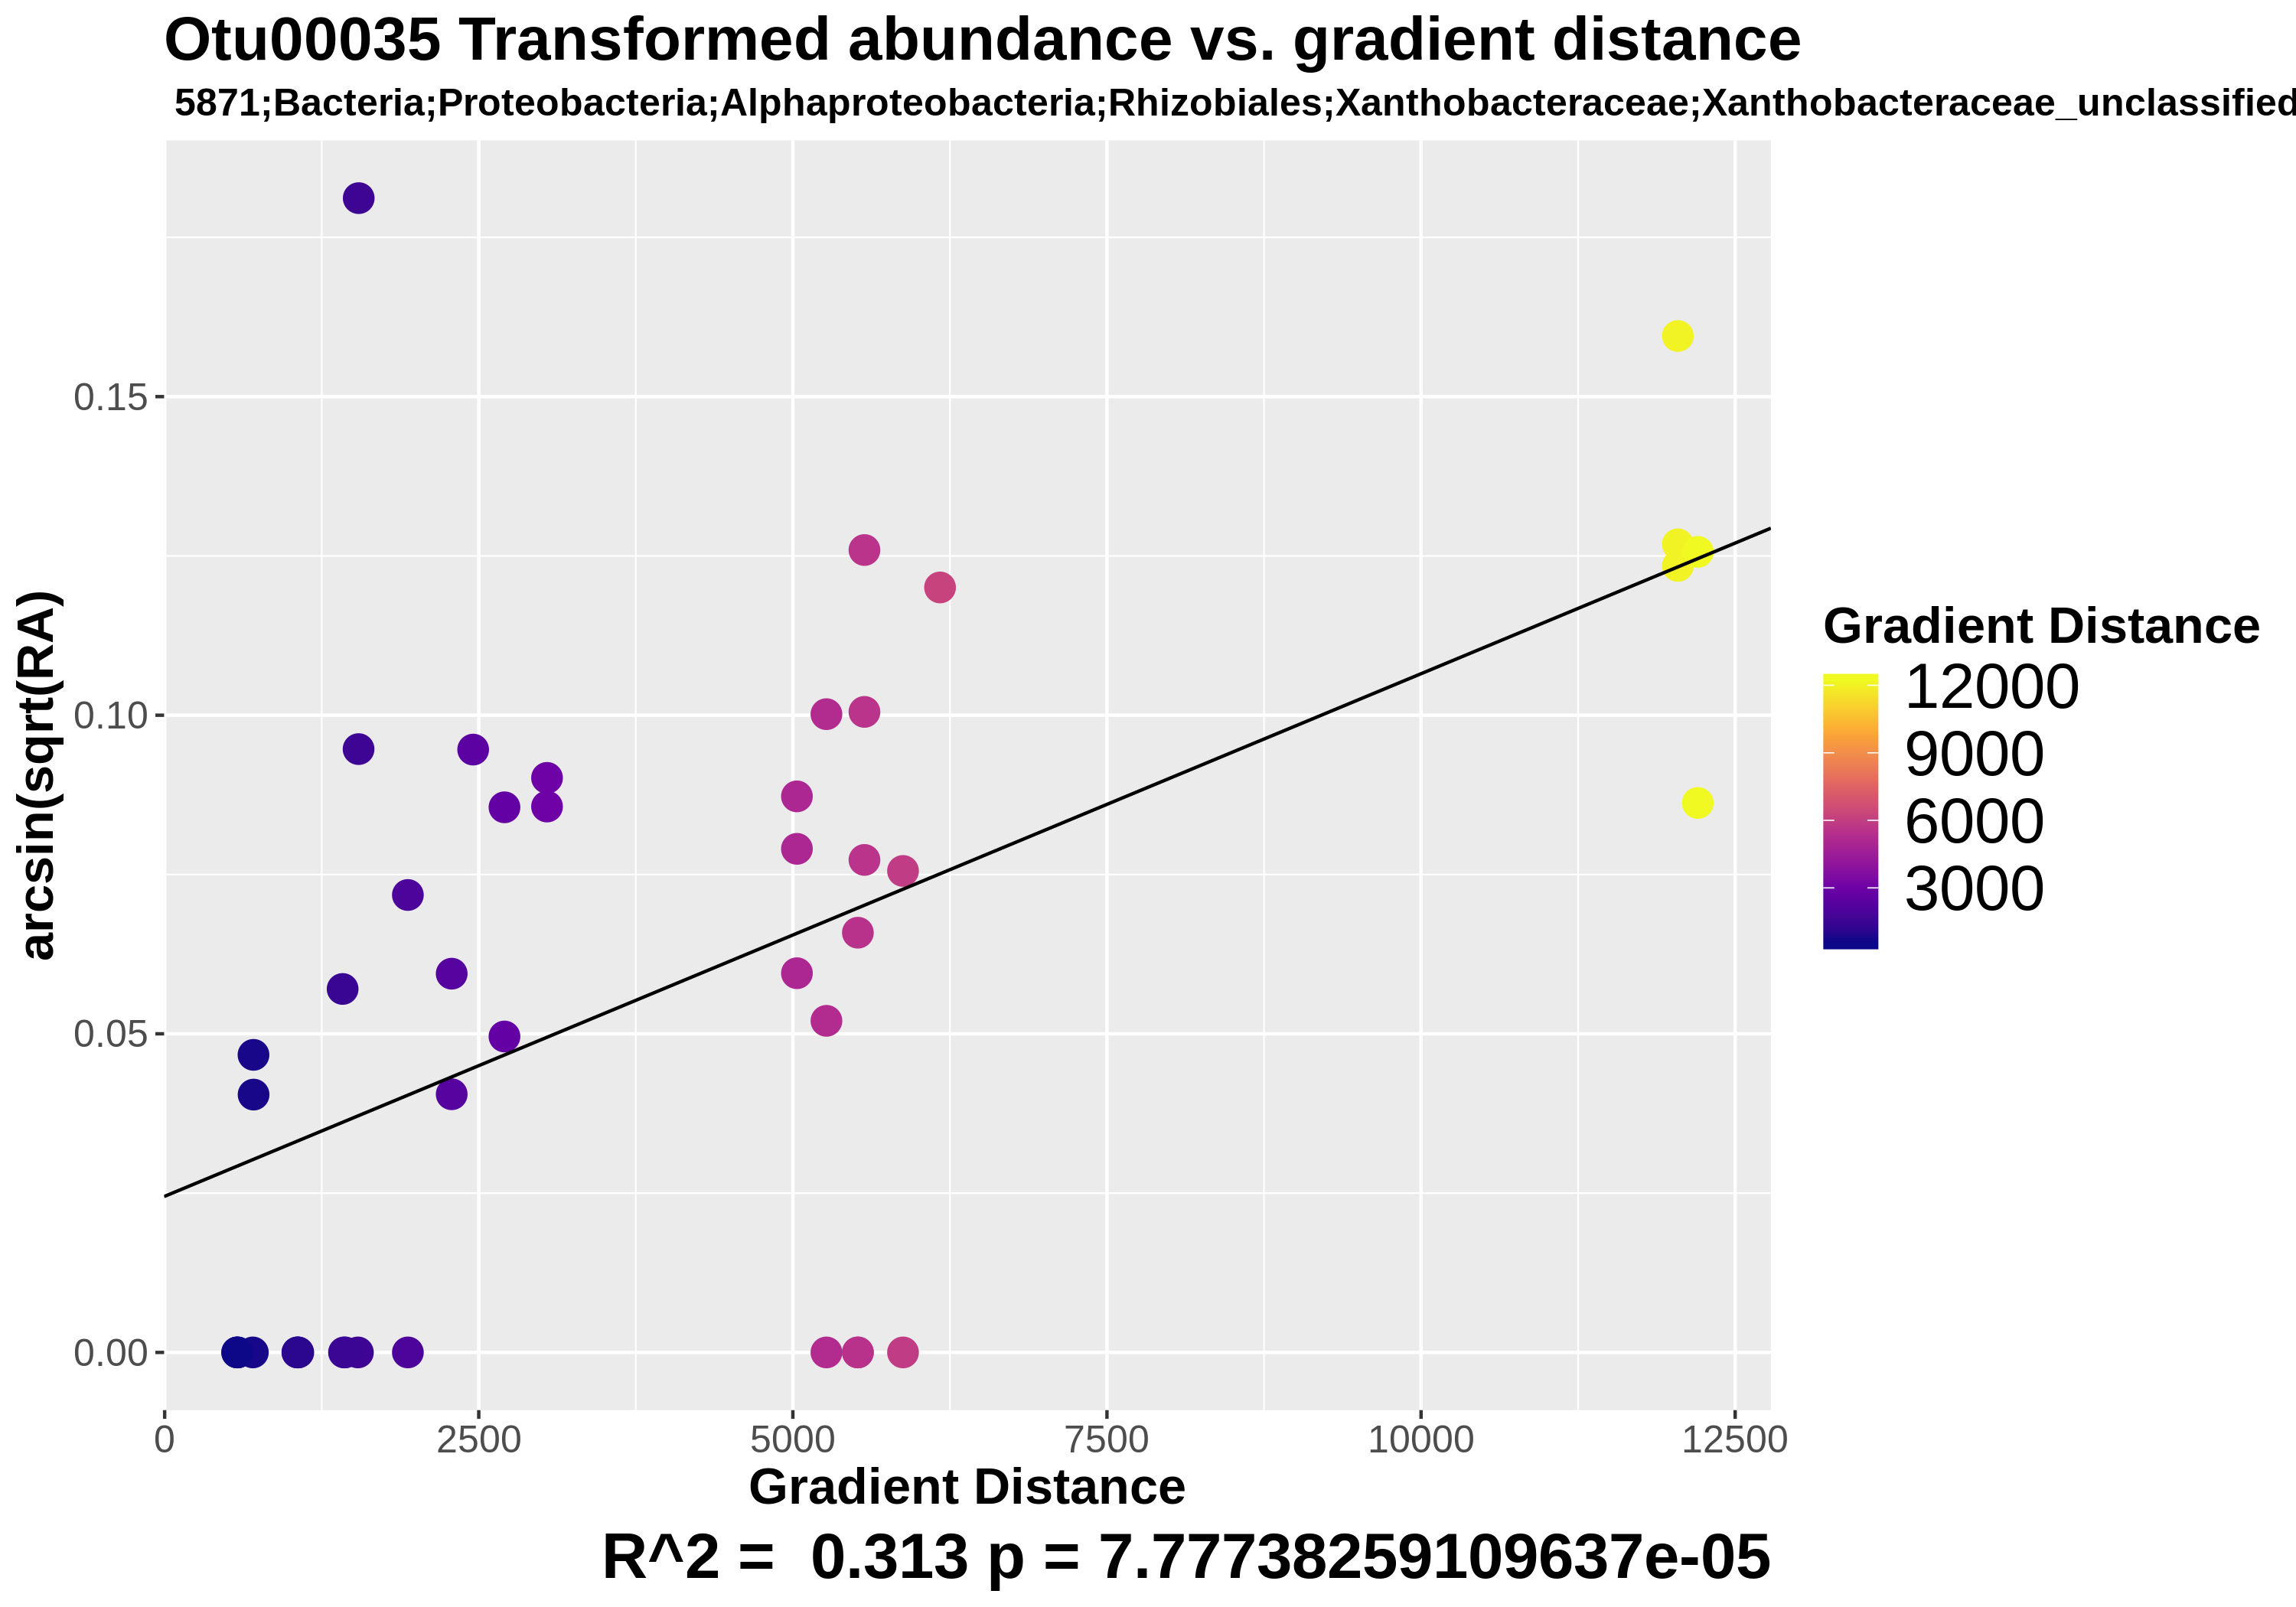 Otu00035 Transformed abundance vs. gradient distance
5871;Bacteria;Proteobacteria;Alphaproteobacteria;Rhizobiales;Xanthobacteraceae;Xanthobacteraceae_unclassified
arcsin(sqrt(RA)
0.15
0.10
0.05
0.00
0
2500
5000
7500
10000
12500
Gradient Distance
Gradient Distance
12000
9000
6000
3000
R^2 =  0.313 p = 7.77738259109637e-05